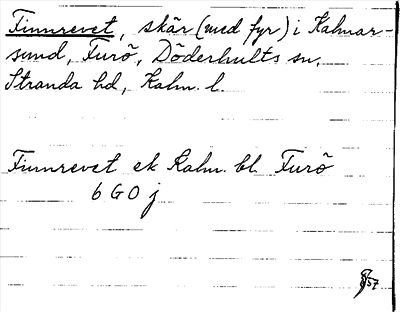 Finnrevet, skär (med fyr) i Kalmar-
sund, Furö, Döderhults sn,
Stranda hd, Kalm. l.
Finnrevet ek Kalm. bl. Furö
6 G 0 j
57